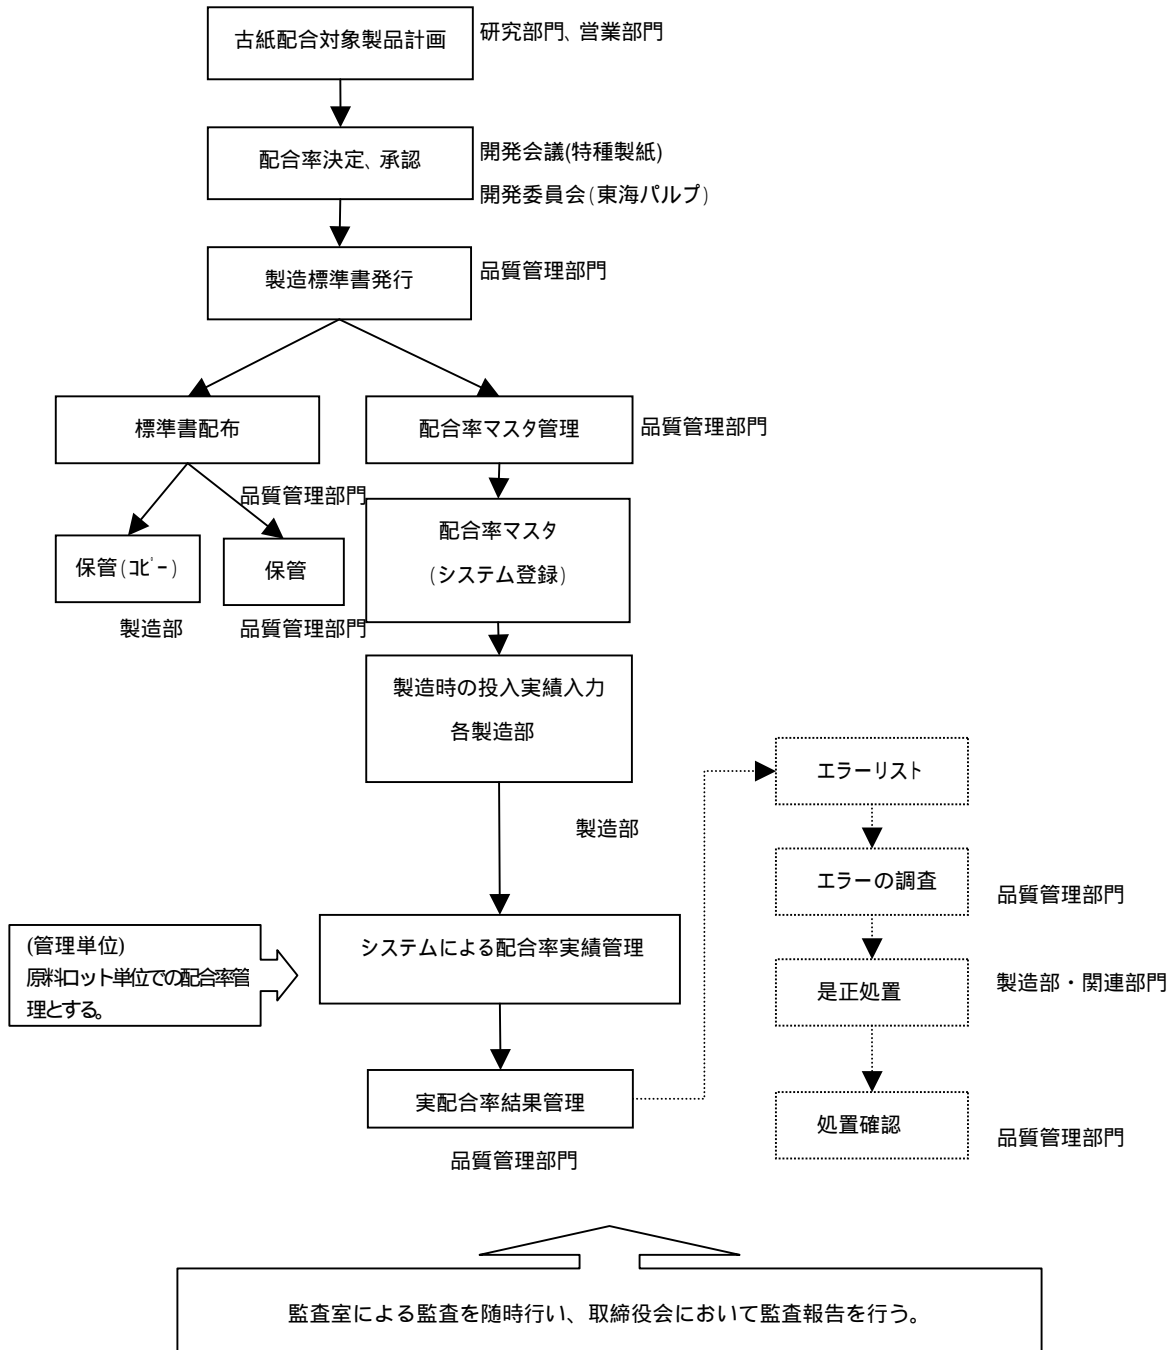 古紙配合対象製品計画
研究部門、営業部門
配合率決定、承認
開発会議(特種製紙)
開発委員会(東海パルプ)
製造標準書発行
品質管理部門
標準書配布
配合率マスタ管理
品質管理部門
品質管理部門
保管(ｺﾋﾟｰ)
保管
配合率マスタ
(システム登録)
製造部
品質管理部門
製造時の投入実績入力
各製造部
エラーリスト
製造部
エラーの調査
品質管理部門
(管理単位)
原料ロット単位での配合率管
理とする。
システムによる配合率実績管理
是正処置
製造部・関連部門
実配合率結果管理
処置確認
品質管理部門
品質管理部門
監査室による監査を随時行い、取締役会において監査報告を行う。